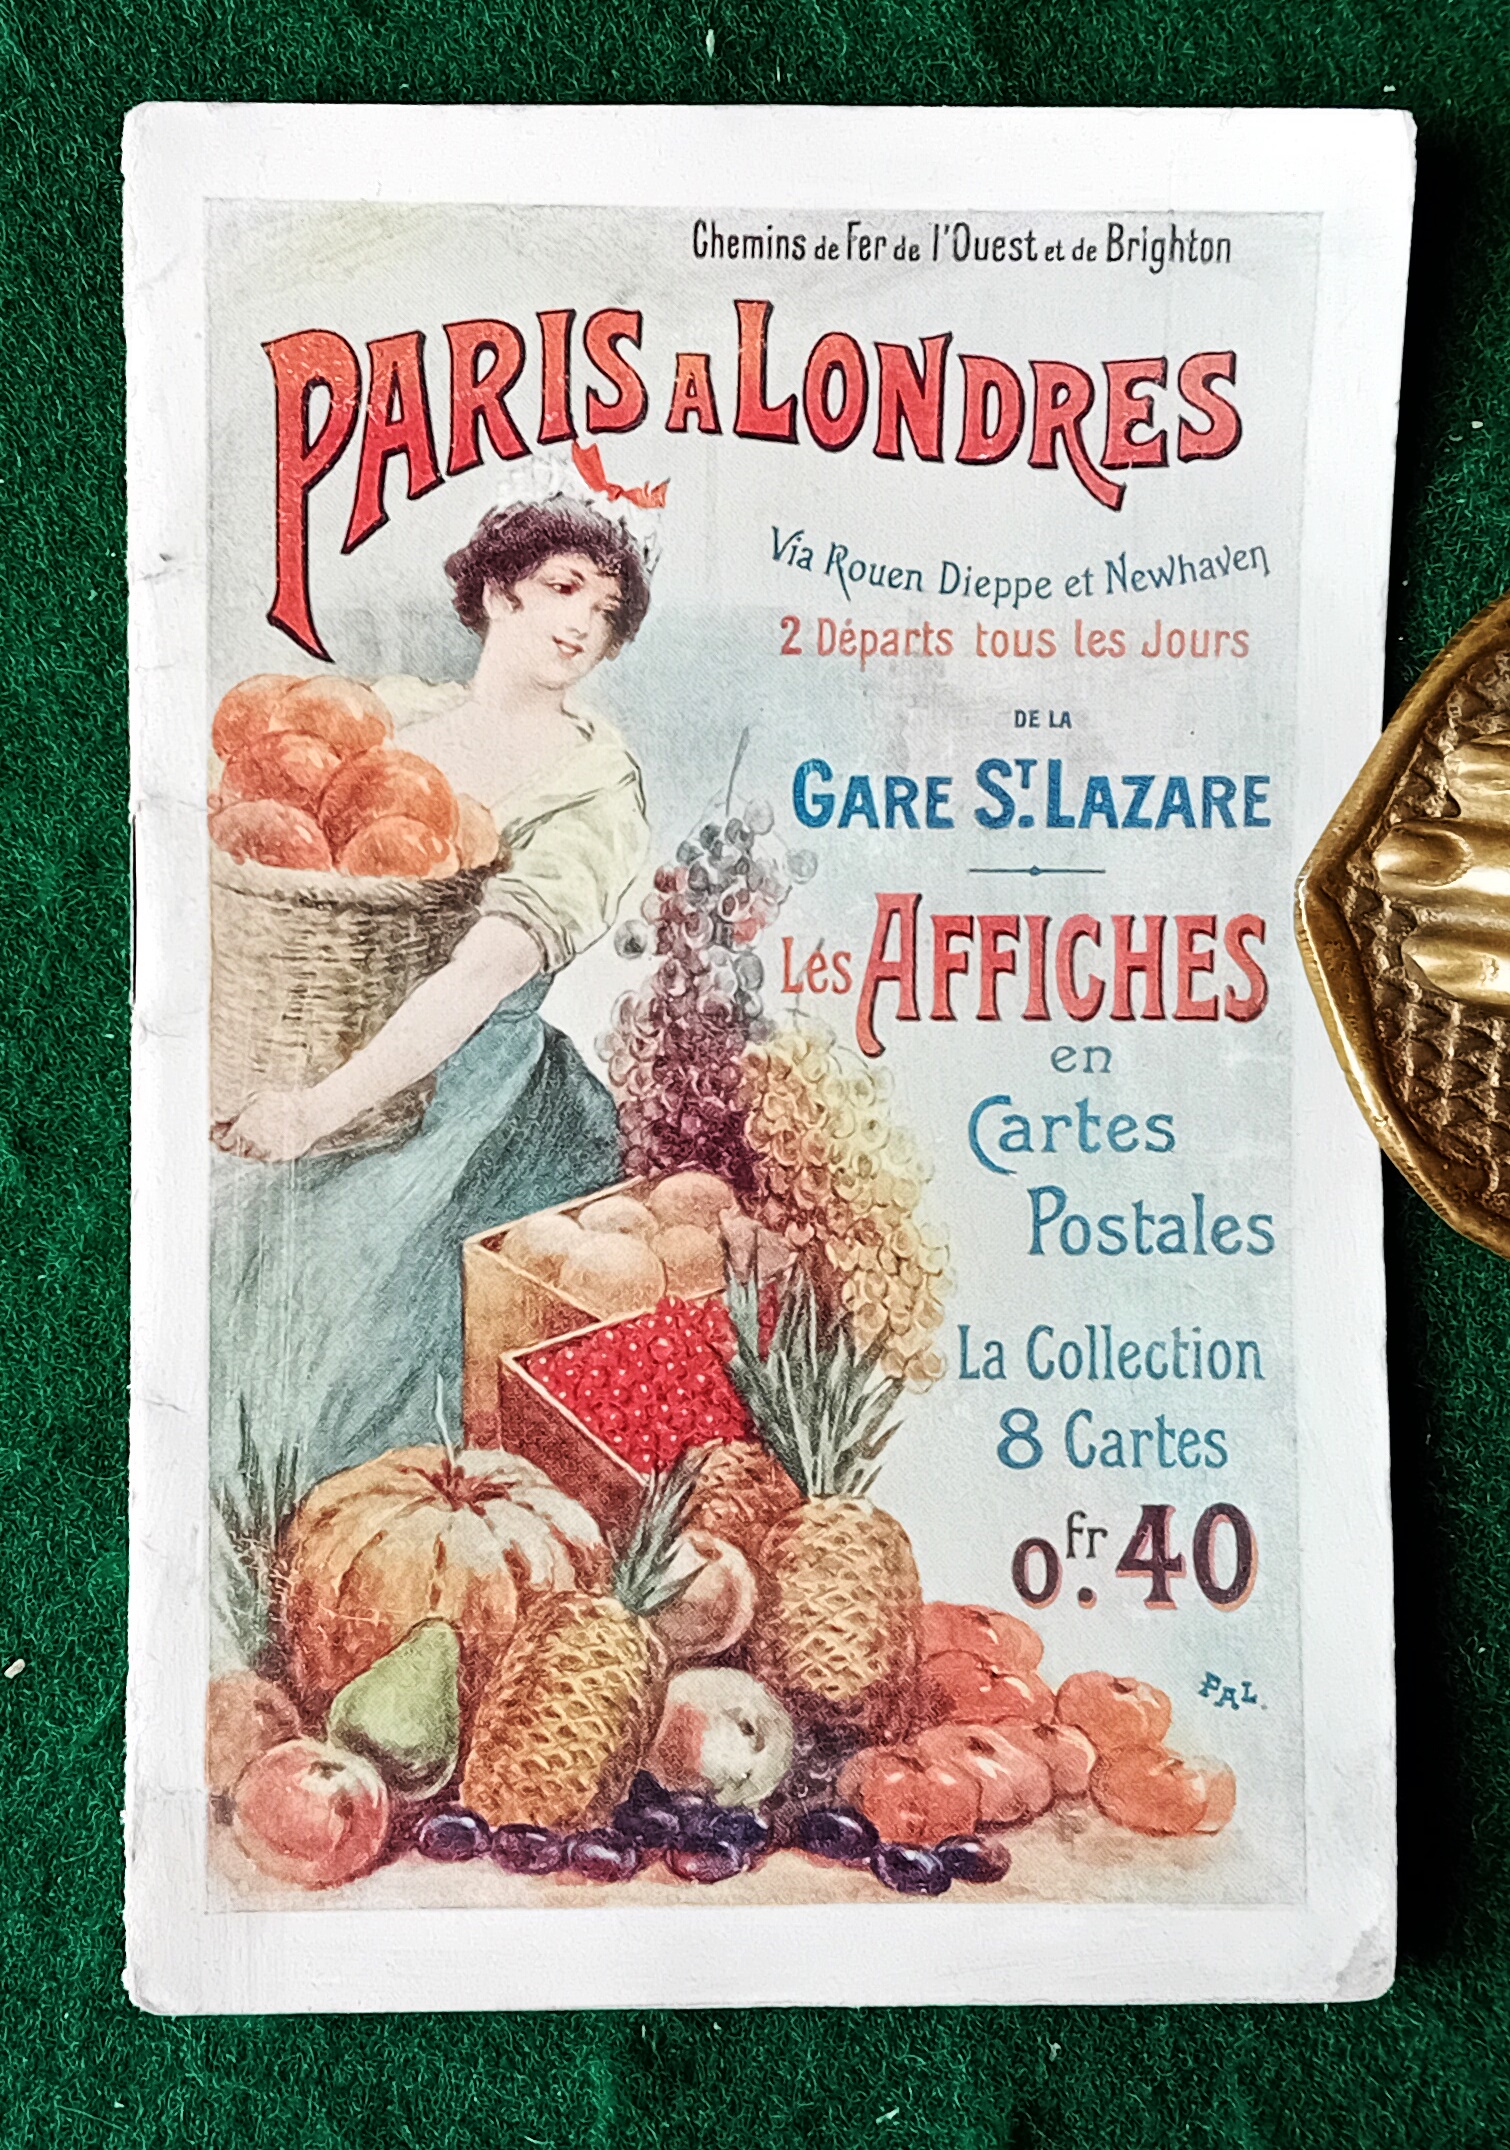 Chemins de Fer de l'Ouest et de Brighton
PARIS A LONDRES
Via Rouen Dieppe et Newhaven
2 Départs tous les Jours
DE LA
GARE ST. LAZARE
Les AFFICHES
en
Cartes
Postales
La Collection
8 Cartes
0fr.40
PAL.